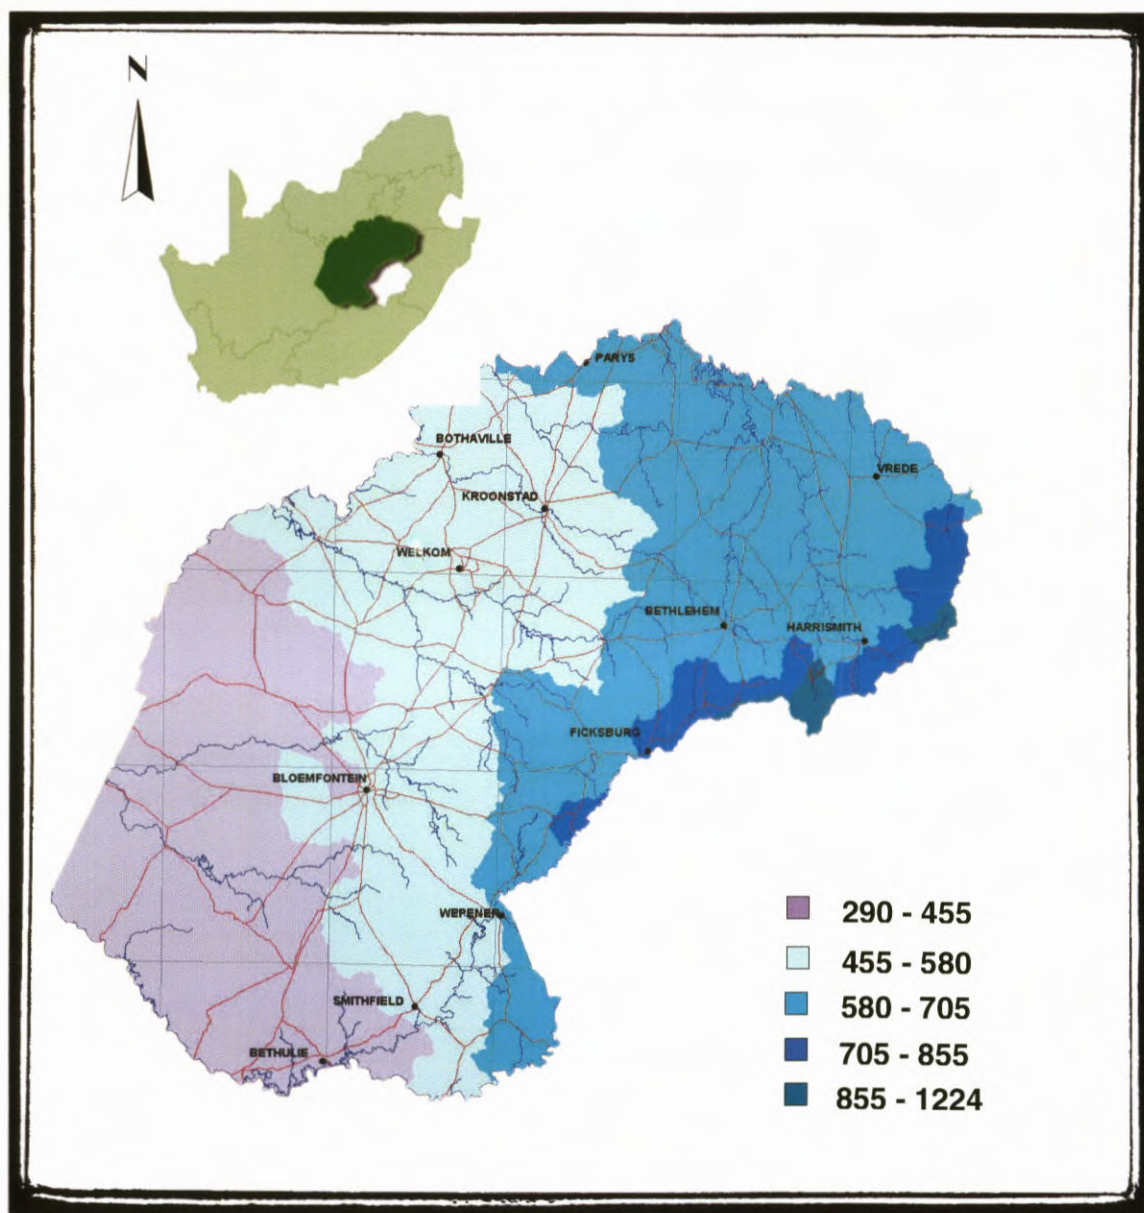 N
PARYS
BOTHAVILLE
VREDE
KROONSTAD
WELKOM
BETHLEHEM
HARRISMITH
FICKSBURG
BLOEMFONTEIN
WEPENER
SMITHFIELD
BETHULIE
290 - 455
455 - 580
580 - 705
705 - 855
855 - 1224